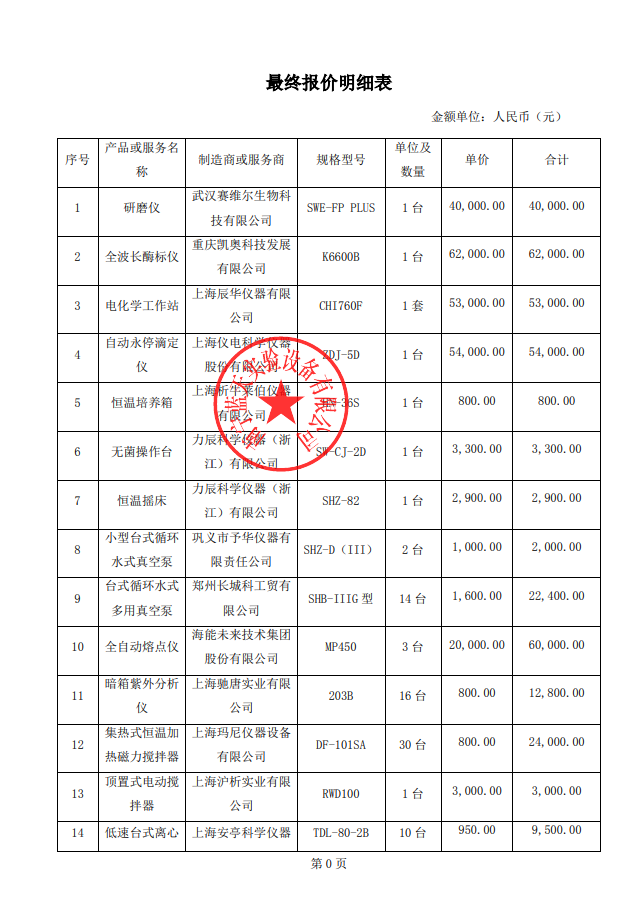 最终报价明细表
金额单位：人民币（元）
序号 产品或服务名称 制造商或服务商 规格型号 单位及数量 单价 合计
1 研磨仪 武汉赛维尔生物科技有限公司 SWE-FP PLUS 1 台 40,000.00 40,000.00
2 全波长酶标仪 重庆凯奥科技发展有限公司 K6600B 1 台 62,000.00 62,000.00
3 电化学工作站 上海辰华仪器有限公司 CHI760F 1 套 53,000.00 53,000.00
4 自动永停滴定仪 上海仪电科学仪器股份有限公司 ZDJ-5D 1 台 54,000.00 54,000.00
5 恒温培养箱 上海析牛莱伯仪器有限公司 1 台 800.00 800.00
6 无菌操作台 力辰科学仪器（浙江）有限公司 SW-CJ-2D 1 台 3,300.00 3,300.00
7 恒温摇床 力辰科学仪器（浙江）有限公司 SHZ-82 1 台 2,900.00 2,900.00
8 小型台式循环水式真空泵 巩义市予华仪器有限责任公司 SHZ-D（III） 2 台 1,000.00 2,000.00
9 台式循环水式多用真空泵 郑州长城科工贸有限公司 SHB-IIIG 型 14 台 1,600.00 22,400.00
10 全自动熔点仪 海能未来技术集团股份有限公司 MP450 3 台 20,000.00 60,000.00
11 暗箱紫外分析仪 上海驰唐实业有限公司 203B 16 台 800.00 12,800.00
12 集热式恒温加热磁力搅拌器 上海玛尼仪器设备有限公司 DF-101SA 30 台 800.00 24,000.00
13 顶置式电动搅拌器 上海沪析实业有限公司 RWD100 1 台 3,000.00 3,000.00
14 低速台式离心 上海安亭科学仪器 TDL-80-2B 10 台 950.00 9,500.00
实验设备有限公司
第 0 页